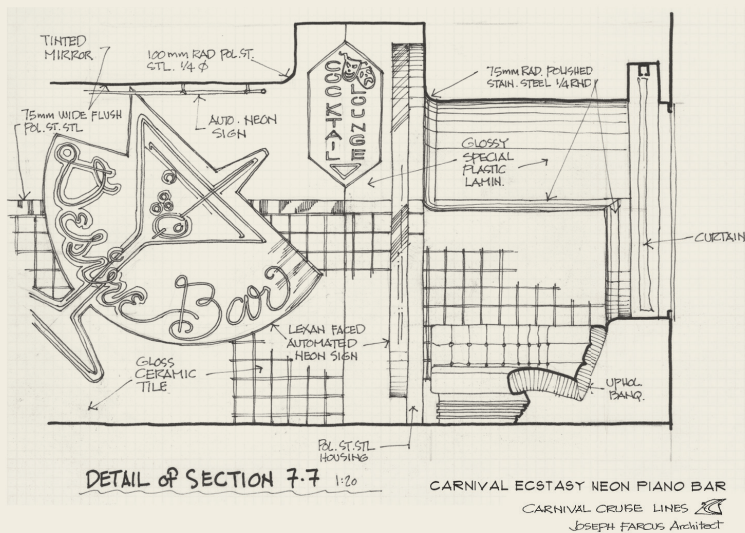 TINTED
MIRROR
100mm RAD POL. ST.
STL. 1/4 Φ
75mm WIDE FLUSH
POL. ST. STL
AUTO. NEON
SIGN
COCKTAIL
LOUNGE
75mm RAD. POLISHED
STAIN. STEEL 1/4 RND
GLOSSY
SPECIAL
PLASTIC
LAMIN.
CURTAIN
Bar
LEXAN FACED
AUTOMATED
NEON SIGN
GLOSS
CERAMIC
TILE
UPHOL.
BANQ.
POL. ST. STL
HOUSING
DETAIL of SECTION 7.7 1:20
CARNIVAL ECSTASY NEON PIANO BAR
CARNIVAL CRUISE LINES
JOSEPH FARCUS Architect